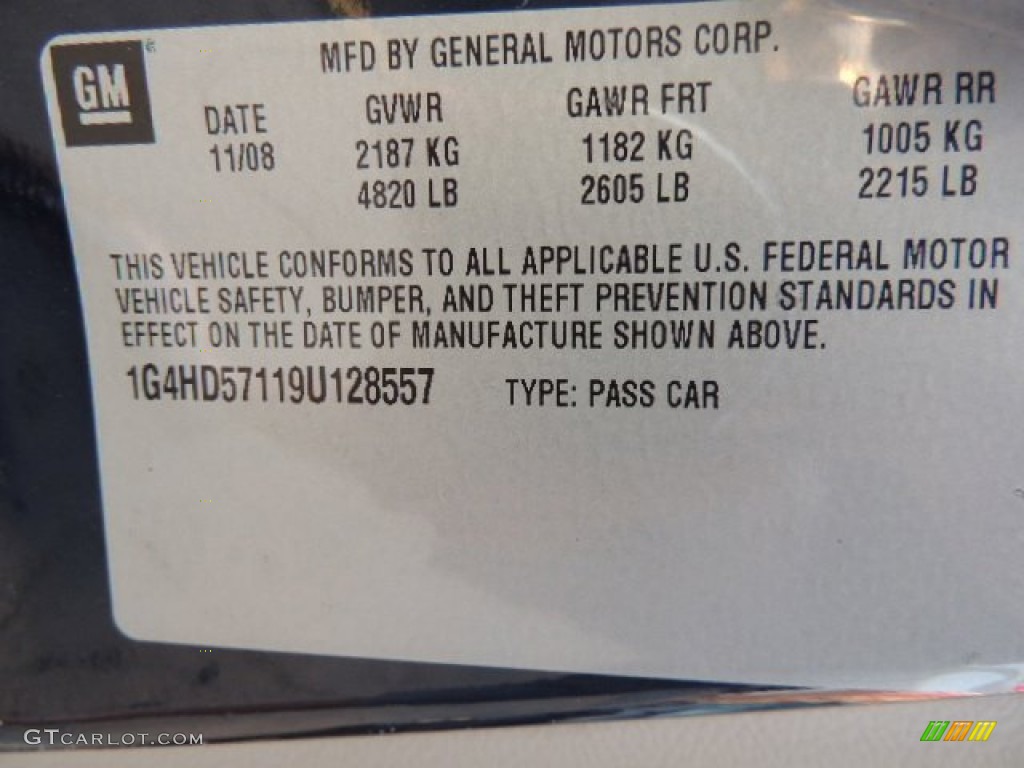 GM
MFD BY GENERAL MOTORS CORP.
DATE GVWR GAWR FRT GAWR RR
11/08 2187 KG 1182 KG 1005 KG
4820 LB 2605 LB 2215 LB
THIS VEHICLE CONFORMS TO ALL APPLICABLE U.S. FEDERAL MOTOR
VEHICLE SAFETY, BUMPER, AND THEFT PREVENTION STANDARDS IN
EFFECT ON THE DATE OF MANUFACTURE SHOWN ABOVE.
1G4HD57119U128557 TYPE: PASS CAR
GTCARLOT.COM